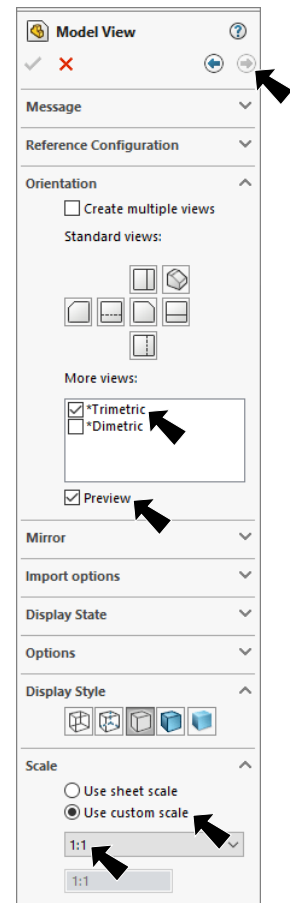 Model View
Message
Reference Configuration
Orientation
Create multiple views
Standard views:
More views:
*Trimetric
*Dimetric
Preview
Mirror
Import options
Display State
Options
Display Style
Scale
Use sheet scale
Use custom scale
1:1
1:1